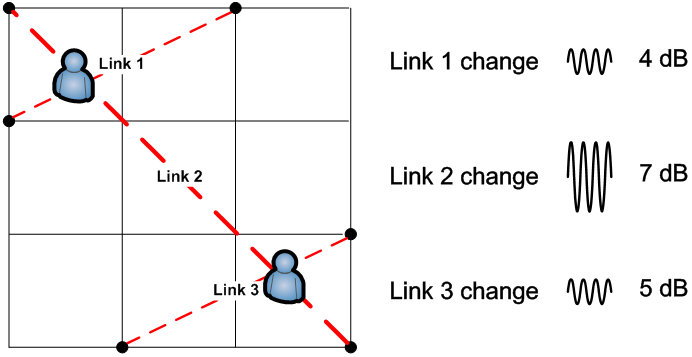 Link 1
Link 1 change 4 dB
Link 2
Link 2 change 7 dB
Link 3
Link 3 change 5 dB